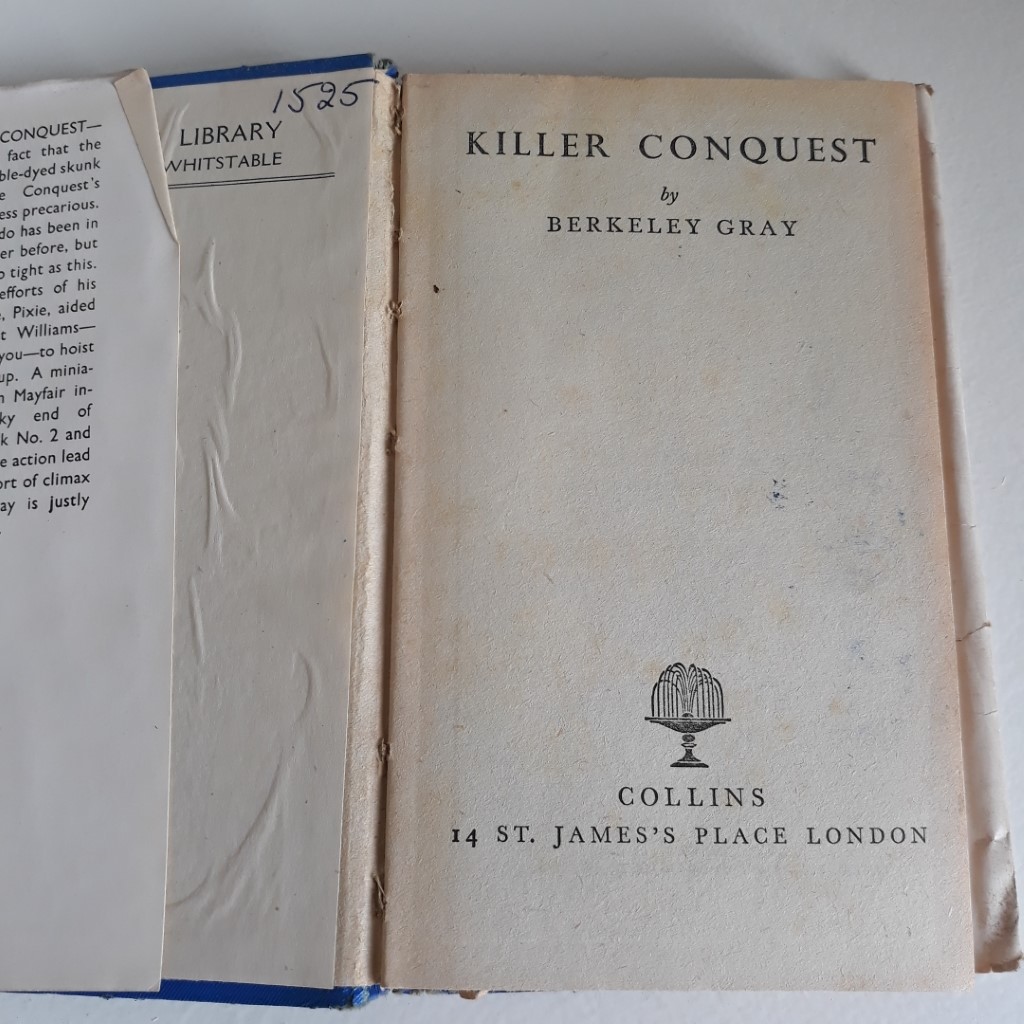 CONQUEST—
fact that the
ble-dyed skunk
e Conquest's
ess precarious.
do has been in
er before, but
o tight as this.
efforts of his
, Pixie, aided
t Williams—
you—to hoist
up. A minia-
n Mayfair in-
ky end of
k No. 2 and
e action lead
ort of climax
ay is justly
1525
LIBRARY
WHITSTABLE
KILLER CONQUEST
by
BERKELEY GRAY
COLLINS
14 ST. JAMES'S PLACE LONDON